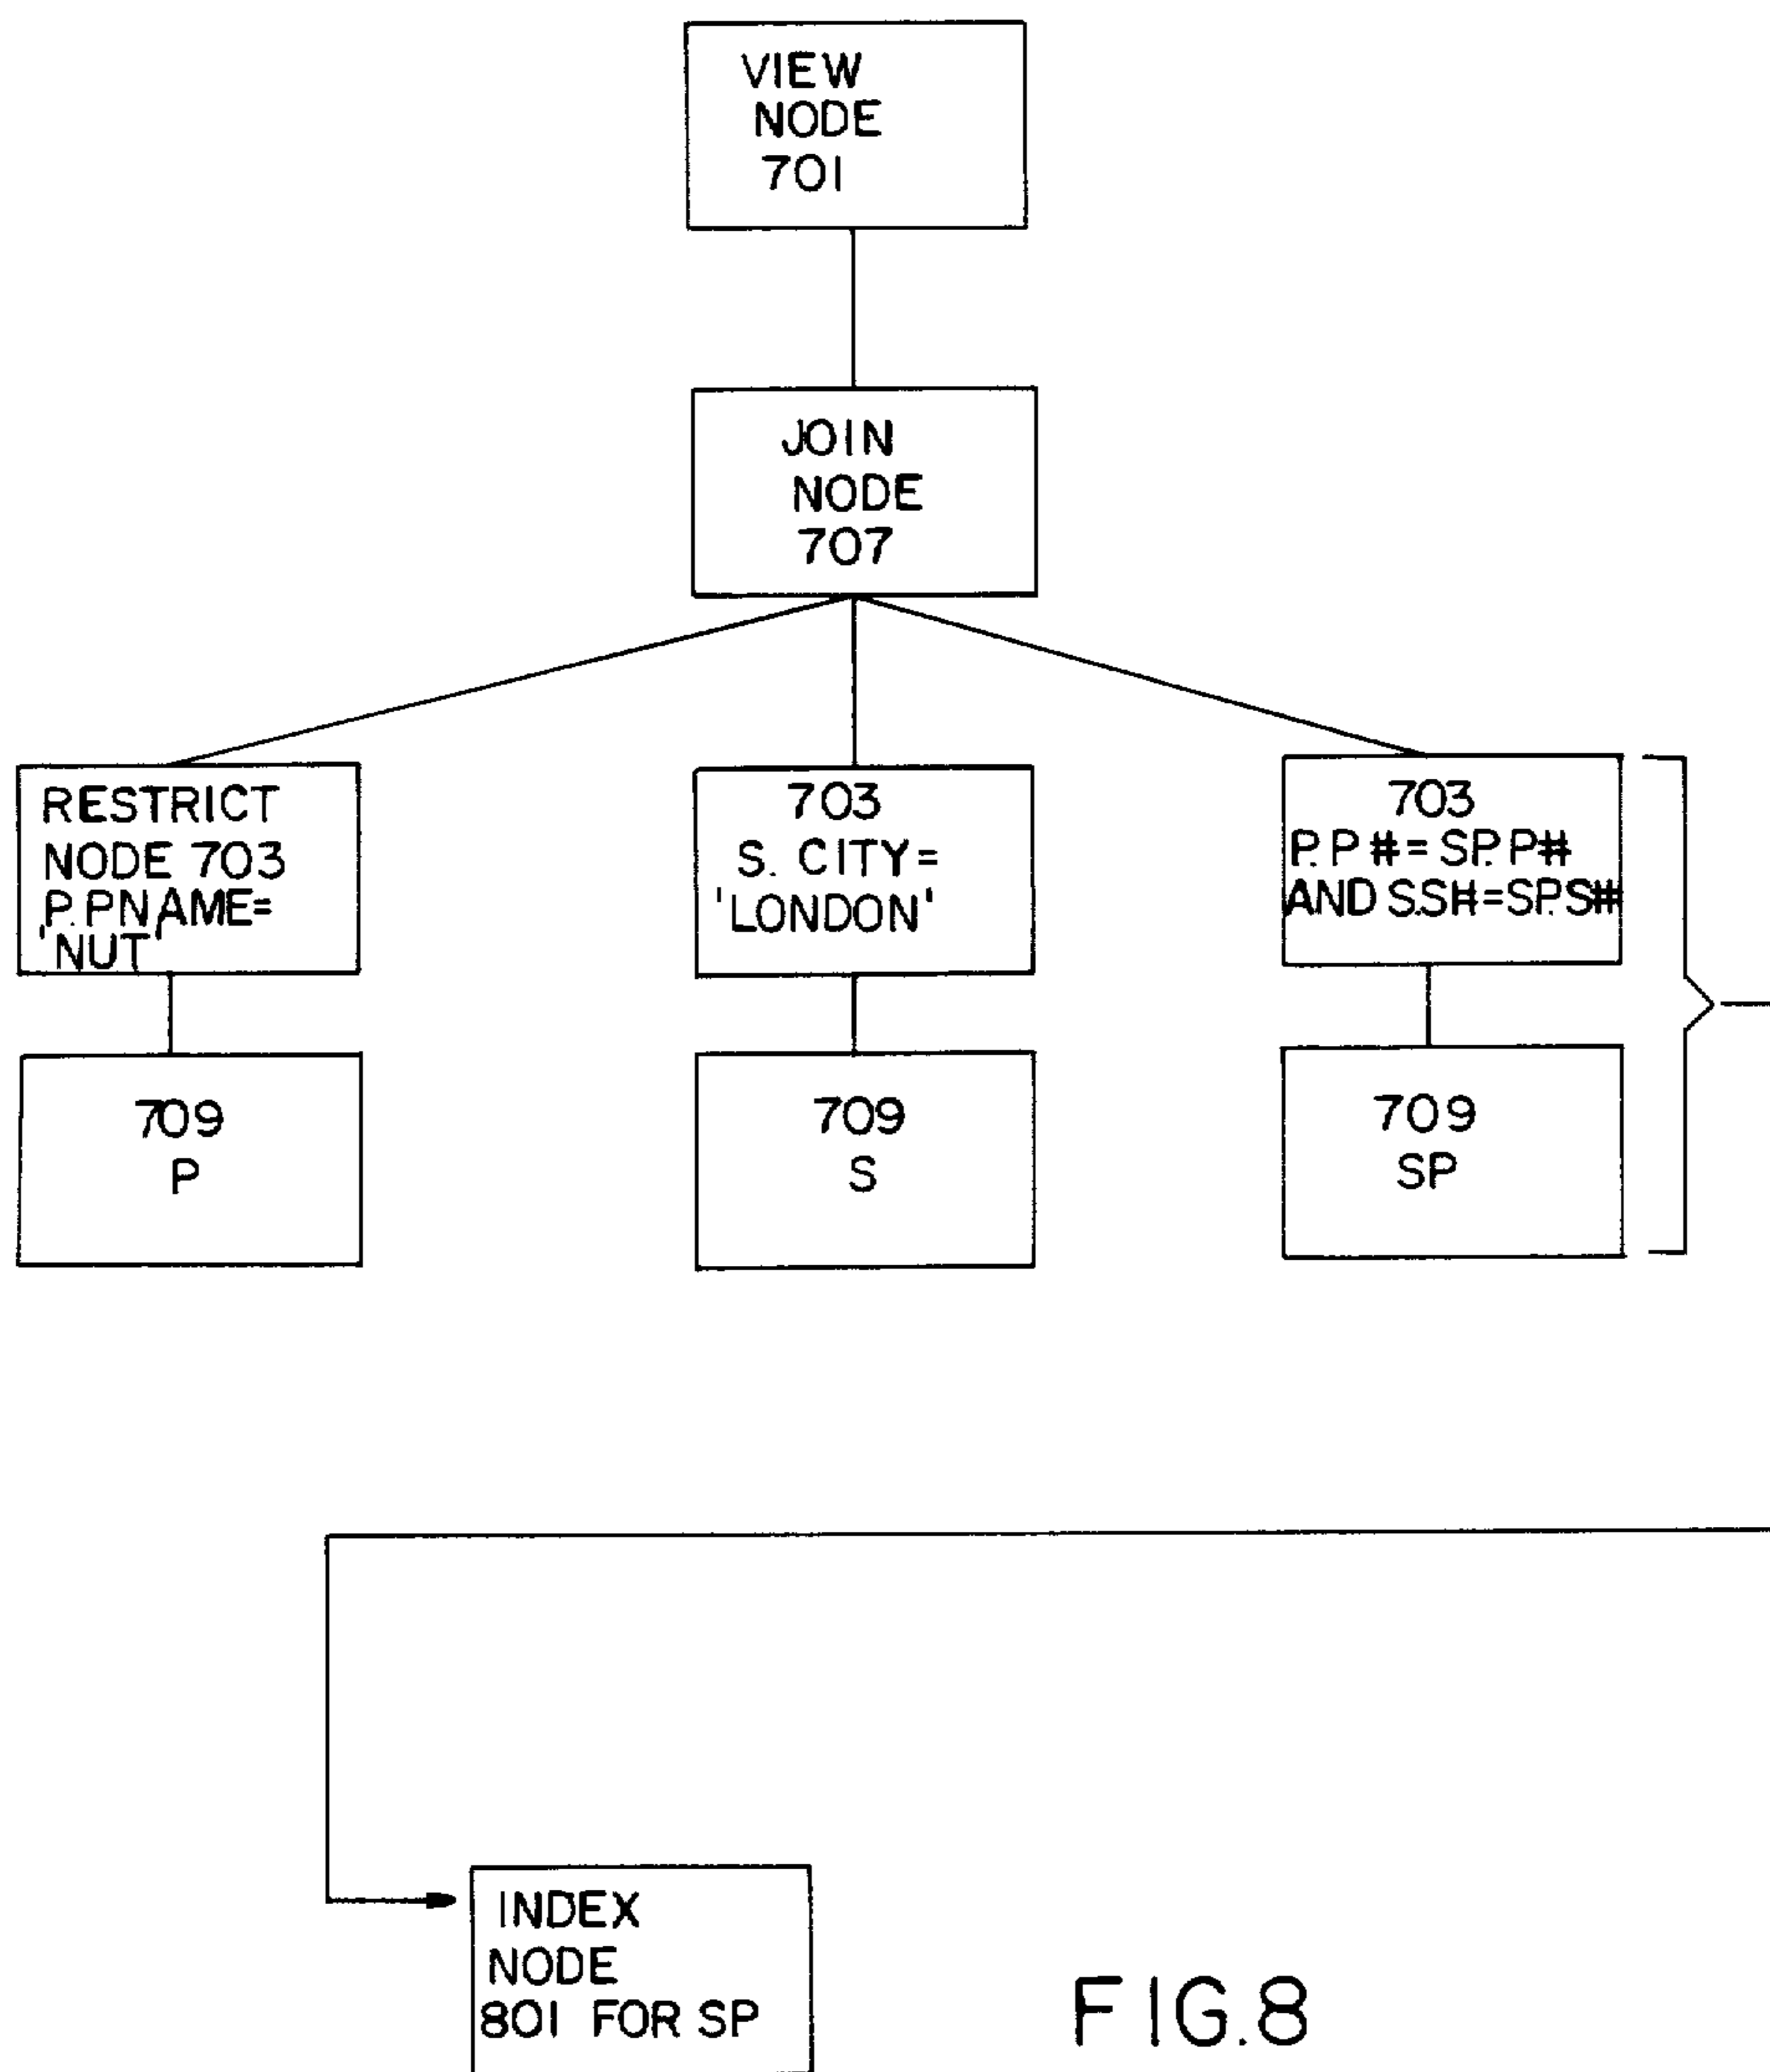 VIEW
NODE
701
JOIN
NODE
707
RESTRICT
NODE 703
P.PNAME=
'NUT'
703
S. CITY=
'LONDON'
703
P.P#=SP.P#
AND S.S#=SP.S#
709
P
709
S
709
SP
INDEX
NODE
801 FOR SP
FIG.8